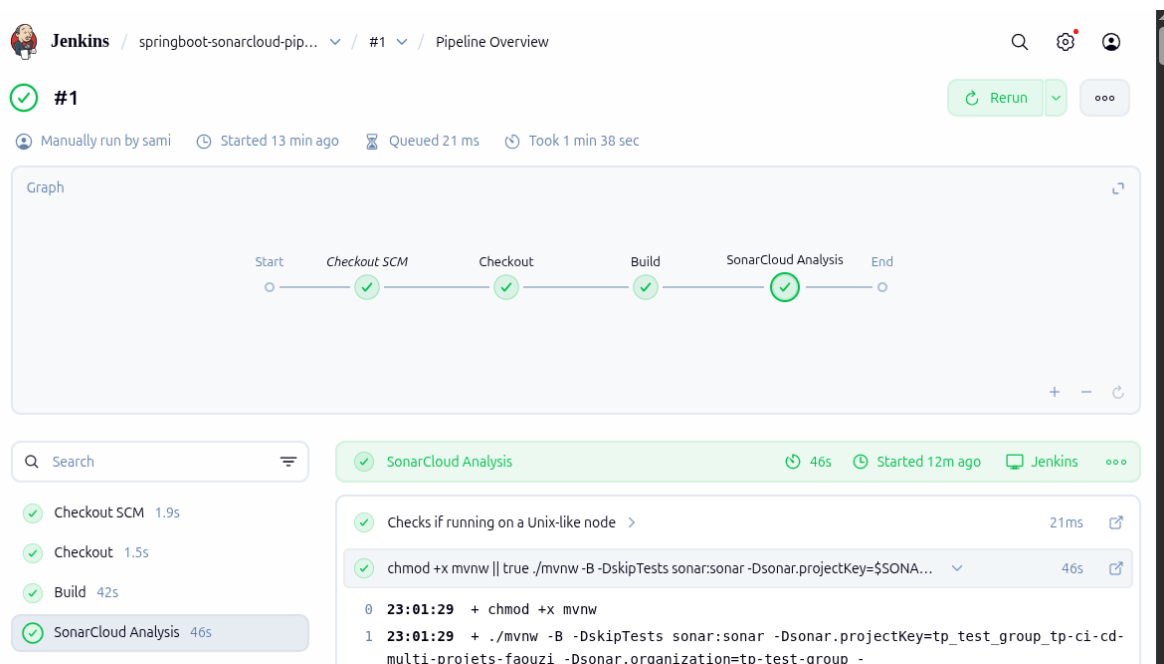 Jenkins / springboot-sonarcloud-pip... / #1 / Pipeline Overview
#1
Rerun
Manually run by sami Started 13 min ago Queued 21 ms Took 1 min 38 sec
Graph
Start Checkout SCM Checkout Build SonarCloud Analysis End
Search
SonarCloud Analysis 46s Started 12m ago Jenkins
Checkout SCM 1.9s
Checks if running on a Unix-like node 21ms
Checkout 1.5s
chmod +x mvnw || true ./mvnw -B -DskipTests sonar:sonar -Dsonar.projectKey=$SONA... 46s
Build 42s
0 23:01:29 + chmod +x mvnw
SonarCloud Analysis 46s
1 23:01:29 + ./mvnw -B -DskipTests sonar:sonar -Dsonar.projectKey=tp_test_group_tp-ci-cd-
multi-projets-faouzi -Dsonar.organization=tp-test-group -